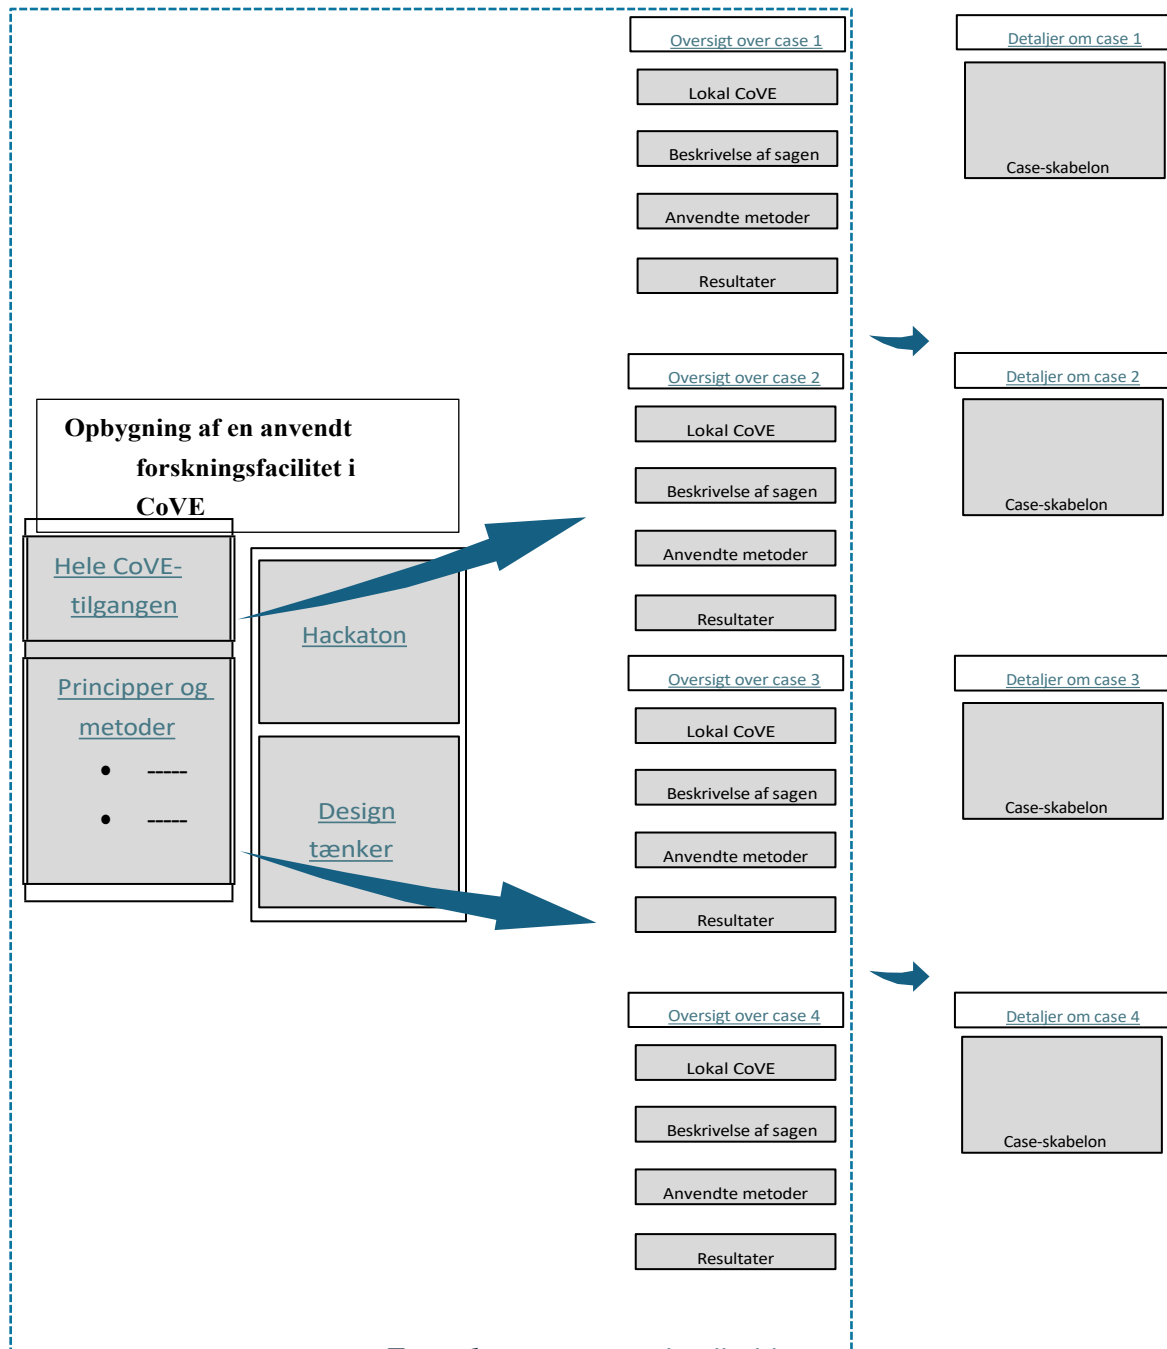 Opbygning af en anvendt
forskningsfacilitet i
CoVE
Hele CoVE-
tilgangen
Principper og
metoder
• -----
• ----
Hackaton
Design
tænker
Oversigt over case 1
Lokal CoVE
Beskrivelse af sagen
Anvendte metoder
Resultater
Oversigt over case 2
Lokal CoVE
Beskrivelse af sagen
Anvendte metoder
Resultater
Oversigt over case 3
Lokal CoVE
Beskrivelse af sagen
Anvendte metoder
Resultater
Oversigt over case 4
Lokal CoVE
Beskrivelse af sagen
Anvendte metoder
Resultater
Detaljer om case 1
Case-skabelon
Detaljer om case 2
Case-skabelon
Detaljer om case 3
Case-skabelon
Detaljer om case 4
Case-skabelon